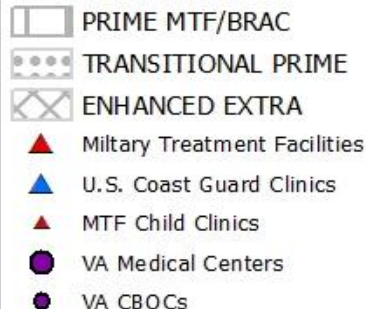 PRIME MTF/BRAC
TRANSITIONAL PRIME
ENHANCED EXTRA
Miltary Treatment Facilities
U.S. Coast Guard Clinics
MTF Child Clinics
VA Medical Centers
VA CBOCs